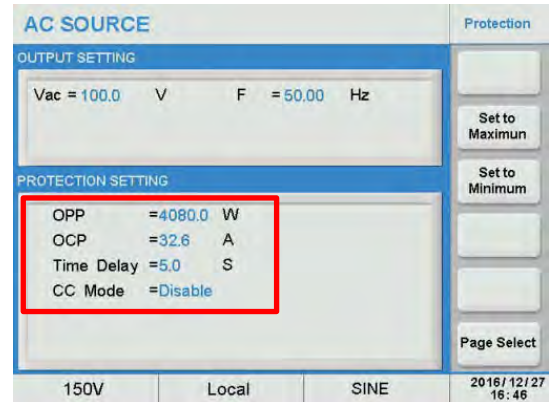 AC SOURCE
Protection
OUTPUT SETTING
Vac = 100.0 V F = 50.00 Hz
Set to
Maximun
Set to
Minimum
PROTECTION SETTING
OPP =4080.0 W
OCP =32.6 A
Time Delay =5.0 S
CC Mode =Disable
Page Select
150V Local SINE
2016/12/27
16:46